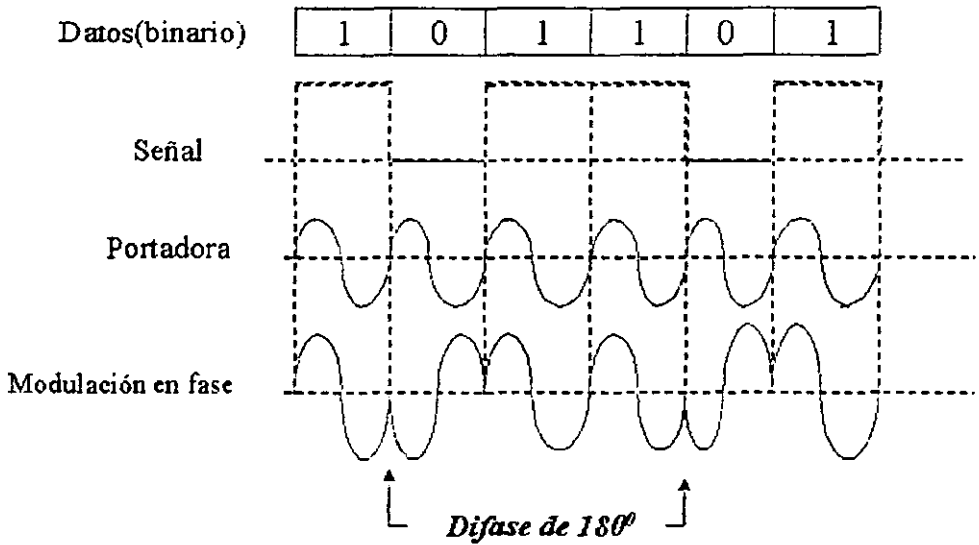 Datos(binario) 1 0 1 1 0 1
Señal
Portadora
Modulación en fase
Difase de 180º